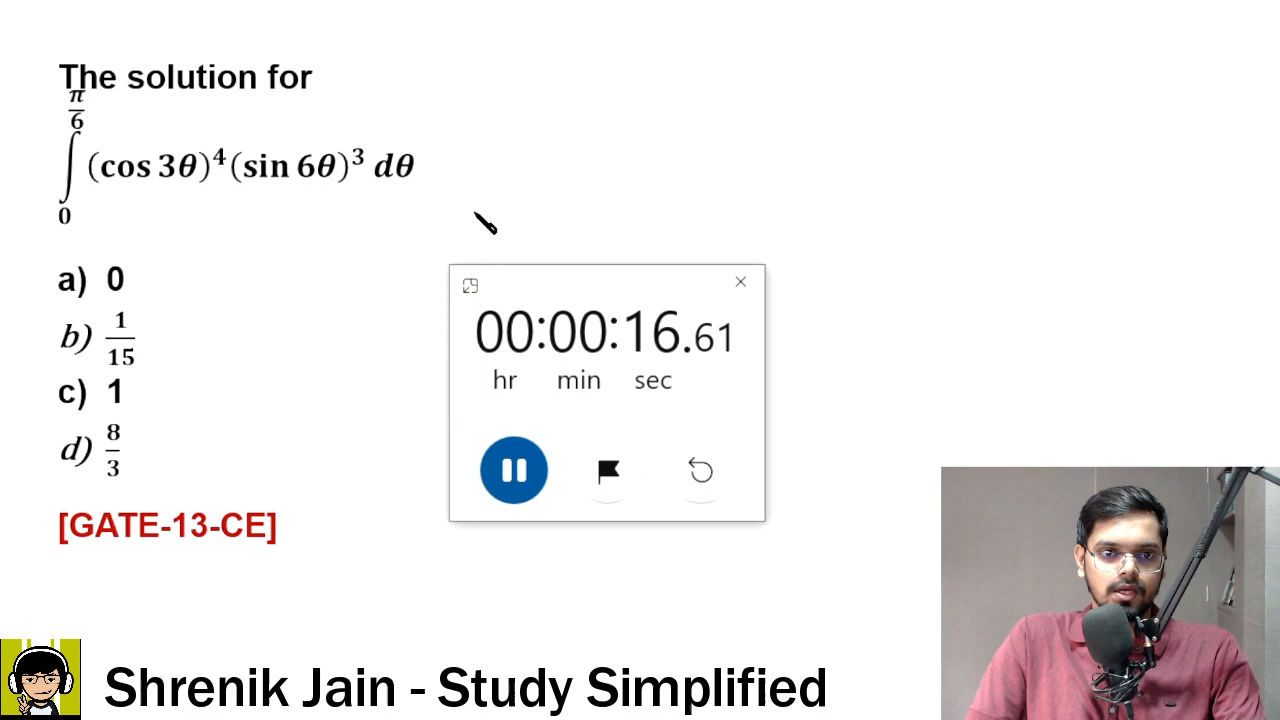 The solution for
π/6
∫ (cos 3θ)⁴(sin 6θ)³ dθ
0
a) 0
b) 1/15
c) 1
d) 8/3
[GATE-13-CE]
00:00:16.61
hr min sec
Shrenik Jain - Study Simplified